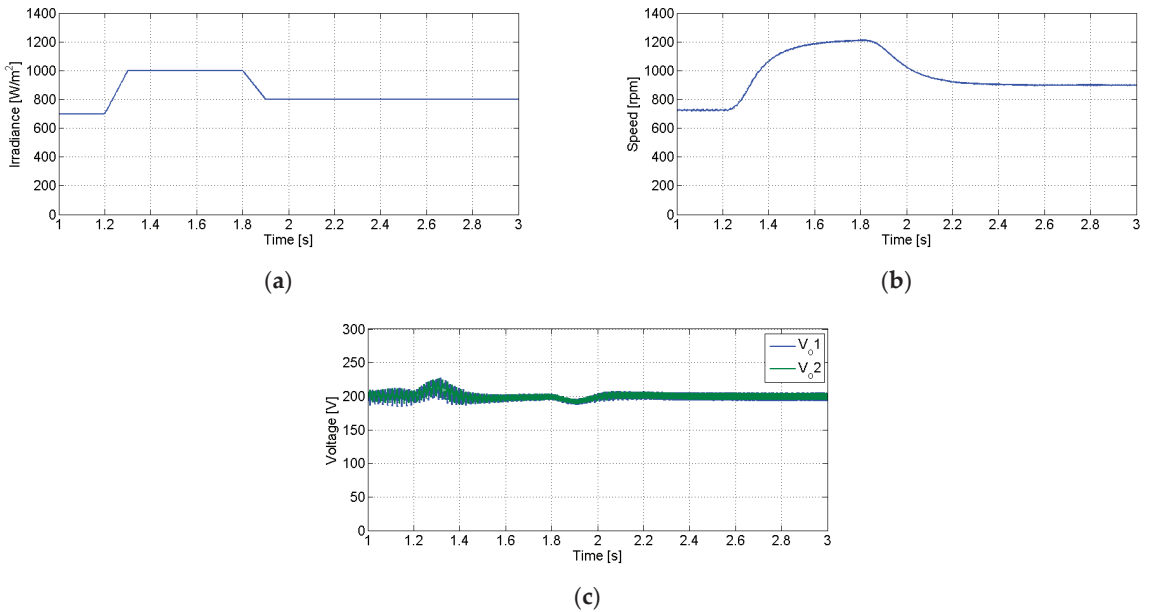 1400
1200
1000
800
600
400
200
0
Irradiance [W/m²]
1 1.2 1.4 1.6 1.8 2 2.2 2.4 2.6 2.8 3
Time [s]
(a)
1400
1200
1000
800
600
400
200
0
Speed [rpm]
1 1.2 1.4 1.6 1.8 2 2.2 2.4 2.6 2.8 3
Time [s]
(b)
300
250
200
150
100
50
0
Voltage [V]
V_o1
V_o2
1 1.2 1.4 1.6 1.8 2 2.2 2.4 2.6 2.8 3
Time [s]
(c)